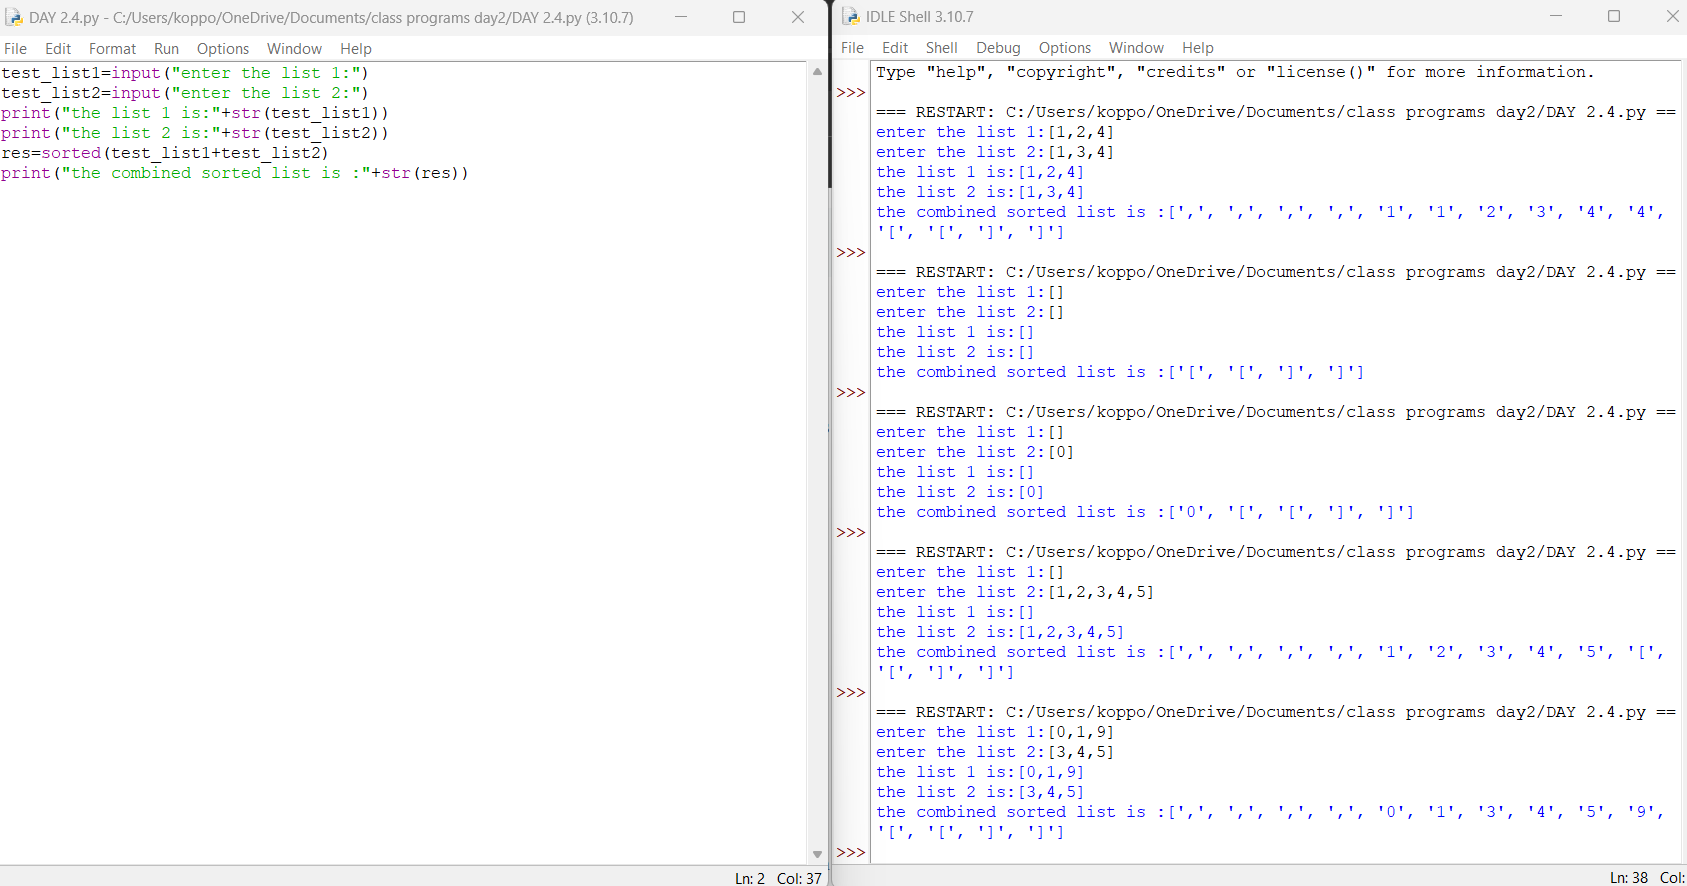 DAY 2.4.py - C:/Users/koppo/OneDrive/Documents/class programs day2/DAY 2.4.py (3.10.7)
File Edit Format Run Options Window Help
test_list1=input("enter the list 1:")
test_list2=input("enter the list 2:")
print("the list 1 is:"+str(test_list1))
print("the list 2 is:"+str(test_list2))
res=sorted(test_list1+test_list2)
print("the combined sorted list is :"+str(res))
Ln: 2 Col: 37
IDLE Shell 3.10.7
File Edit Shell Debug Options Window Help
Type "help", "copyright", "credits" or "license()" for more information.
>>>
=== RESTART: C:/Users/koppo/OneDrive/Documents/class programs day2/DAY 2.4.py ==
enter the list 1:[1,2,4]
enter the list 2:[1,3,4]
the list 1 is:[1,2,4]
the list 2 is:[1,3,4]
the combined sorted list is :[',', ',', ',', ',', '1', '1', '2', '3', '4', '4',
'[', '[', ']', ']']
>>>
=== RESTART: C:/Users/koppo/OneDrive/Documents/class programs day2/DAY 2.4.py ==
enter the list 1:[]
enter the list 2:[]
the list 1 is:[]
the list 2 is:[]
the combined sorted list is :['[', '[', ']', ']']
>>>
=== RESTART: C:/Users/koppo/OneDrive/Documents/class programs day2/DAY 2.4.py ==
enter the list 1:[]
enter the list 2:[0]
the list 1 is:[]
the list 2 is:[0]
the combined sorted list is :['0', '[', '[', ']', ']']
>>>
=== RESTART: C:/Users/koppo/OneDrive/Documents/class programs day2/DAY 2.4.py ==
enter the list 1:[]
enter the list 2:[1,2,3,4,5]
the list 1 is:[]
the list 2 is:[1,2,3,4,5]
the combined sorted list is :[',', ',', ',', ',', '1', '2', '3', '4', '5', '[',
'[', ']', ']']
>>>
=== RESTART: C:/Users/koppo/OneDrive/Documents/class programs day2/DAY 2.4.py ==
enter the list 1:[0,1,9]
enter the list 2:[3,4,5]
the list 1 is:[0,1,9]
the list 2 is:[3,4,5]
the combined sorted list is :[',', ',', ',', ',', '0', '1', '3', '4', '5', '9',
'[', '[', ']', ']']
>>>
Ln: 38 Col: